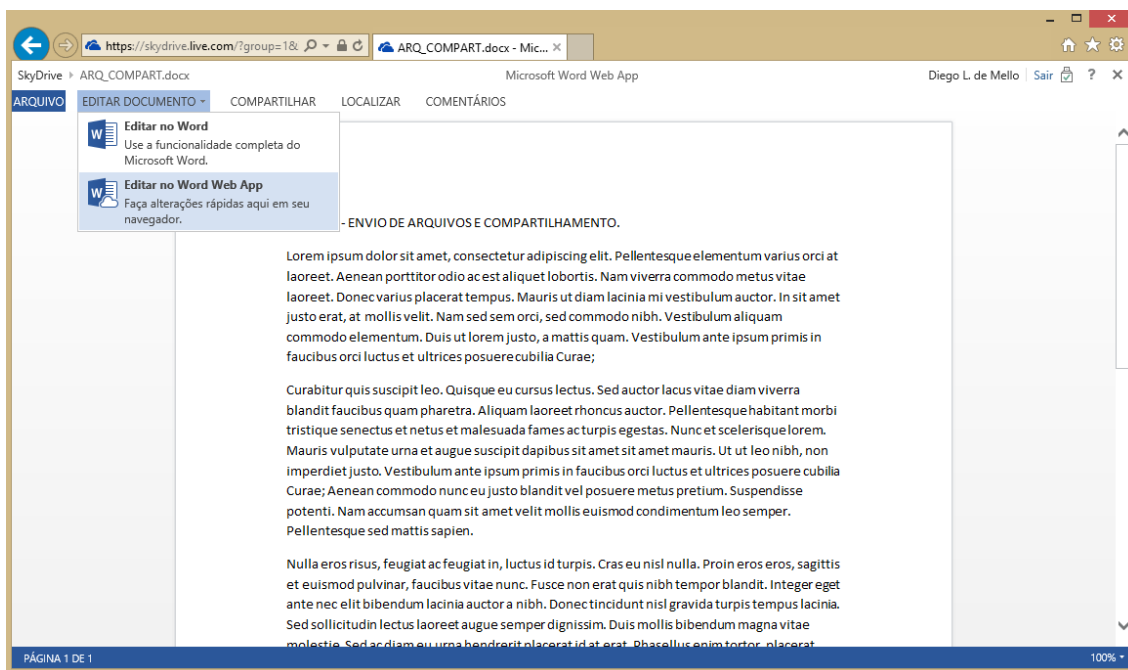 https://skydrive.live.com/?group=1&
ARQ_COMPART.docx - Mic...
SkyDrive ARQ_COMPART.docx
Microsoft Word Web App
Diego L. de Mello Sair ?
ARQUIVO EDITAR DOCUMENTO COMPARTILHAR LOCALIZAR COMENTÁRIOS
Editar no Word
Use a funcionalidade completa do
Microsoft Word.
Editar no Word Web App
Faça alterações rápidas aqui em seu
navegador.
- ENVIO DE ARQUIVOS E COMPARTILHAMENTO.
Lorem ipsum dolor sit amet, consectetur adipiscing elit. Pellentesque elementum varius orci at
laoreet. Aenean porttitor odio ac est aliquet lobortis. Nam viverra commodo metus vitae
laoreet. Donec varius placerat tempus. Mauris ut diam lacinia mi vestibulum auctor. In sit amet
justo erat, at mollis velit. Nam sed sem orci, sed commodo nibh. Vestibulum aliquam
commodo elementum. Duis ut lorem justo, a mattis quam. Vestibulum ante ipsum primis in
faucibus orci luctus et ultrices posuere cubilia Curae;
Curabitur quis suscipit leo. Quisque eu cursus lectus. Sed auctor lacus vitae diam viverra
blandit faucibus quam pharetra. Aliquam laoreet rhoncus auctor. Pellentesque habitant morbi
tristique senectus et netus et malesuada fames ac turpis egestas. Nunc et scelerisque lorem.
Mauris vulputate urna et augue suscipit dapibus sit amet sit amet mauris. Ut ut leo nibh, non
imperdiet justo. Vestibulum ante ipsum primis in faucibus orci luctus et ultrices posuere cubilia
Curae; Aenean commodo nunc eu justo blandit vel posuere metus pretium. Suspendisse
potenti. Nam accumsan quam sit amet velit mollis euismod condimentum leo semper.
Pellentesque sed mattis sapien.
Nulla eros risus, feugiat ac feugiat in, luctus id turpis. Cras eu nisl nulla. Proin eros eros, sagittis
et euismod pulvinar, faucibus vitae nunc. Fusce non erat quis nibh tempor blandit. Integer eget
ante nec elit bibendum lacinia auctor a nibh. Donec tincidunt nisl gravida turpis tempus lacinia.
Sed sollicitudin lectus laoreet augue semper dignissim. Duis mollis bibendum magna vitae
molestie. Sed ac diam eu urna hendrerit placerat id at erat. Phasellus enim tortor, placerat
PÁGINA 1 DE 1
100%